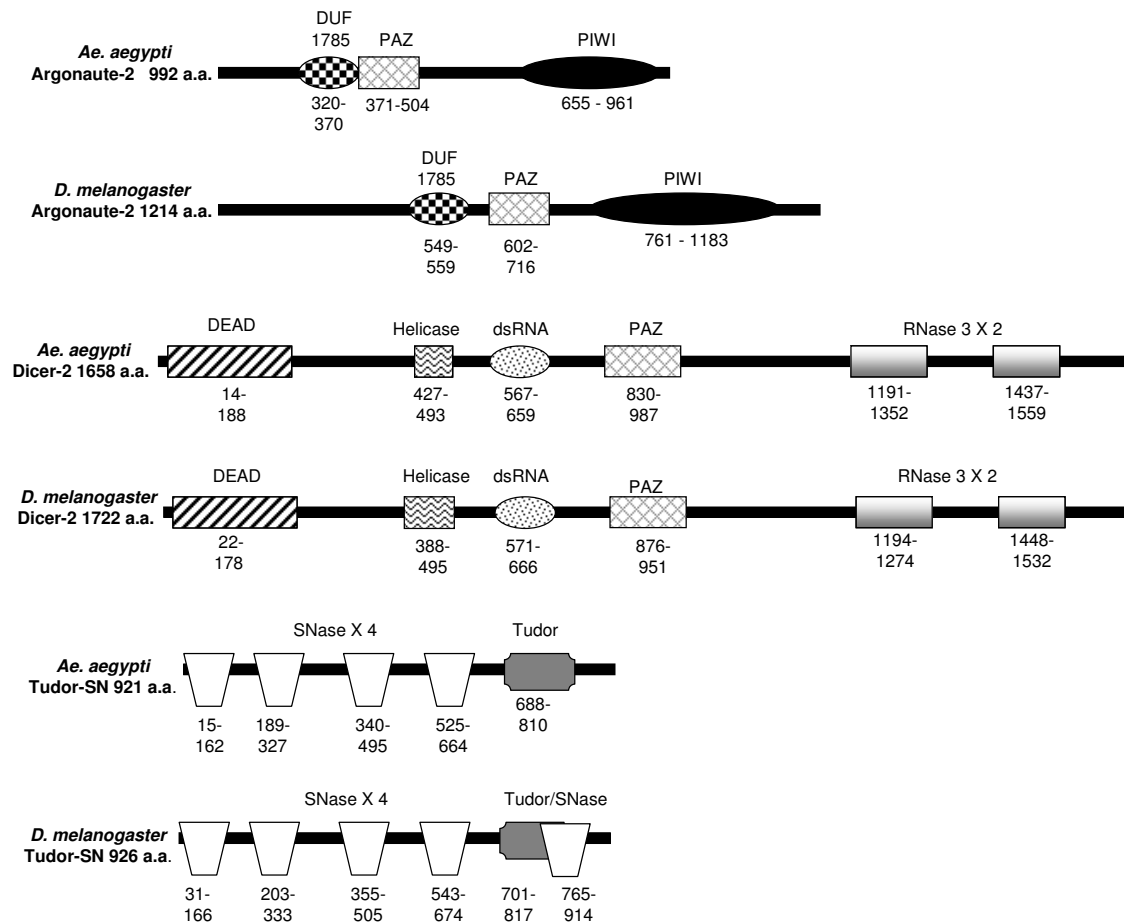 DUF
1785 PAZ PIWI
Ae. aegypti
Argonaute-2 992 a.a.
320-
370
371-504
655 - 961
DUF
1785 PAZ PIWI
D. melanogaster
Argonaute-2 1214 a.a.
549-
559
602-
716
761 - 1183
DEAD Helicase dsRNA PAZ RNase 3 X 2
Ae. aegypti
Dicer-2 1658 a.a.
14-
188
427-
493
567-
659
830-
987
1191-
1352
1437-
1559
DEAD Helicase dsRNA PAZ RNase 3 X 2
D. melanogaster
Dicer-2 1722 a.a.
22-
178
388-
495
571-
666
876-
951
1194-
1274
1448-
1532
SNase X 4 Tudor
Ae. aegypti
Tudor-SN 921 a.a.
15-
162
189-
327
340-
495
525-
664
688-
810
SNase X 4 Tudor/SNase
D. melanogaster
Tudor-SN 926 a.a.
31-
166
203-
333
355-
505
543-
674
701-
817
765-
914